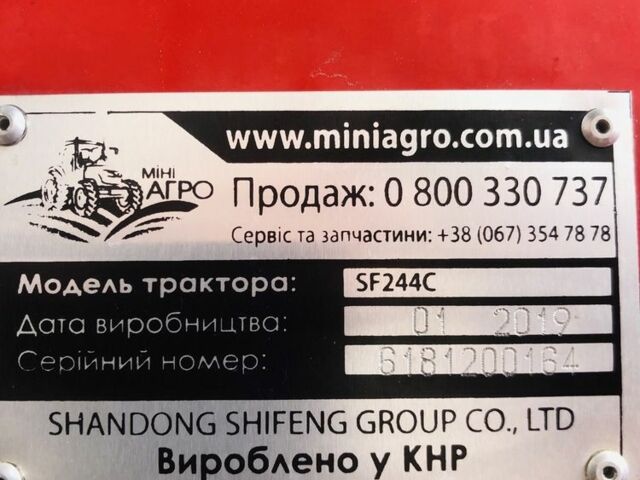 www.miniagro.com.ua
МІНІ
АГРО
Продаж: 0 800 330 737
Сервіс та запчастини: +38 (067) 354 78 78
Модель трактора: SF244C
Дата виробництва: 01 2019
Серійний номер: 6181200164
SHANDONG SHIFENG GROUP CO., LTD
Вироблено у КНР